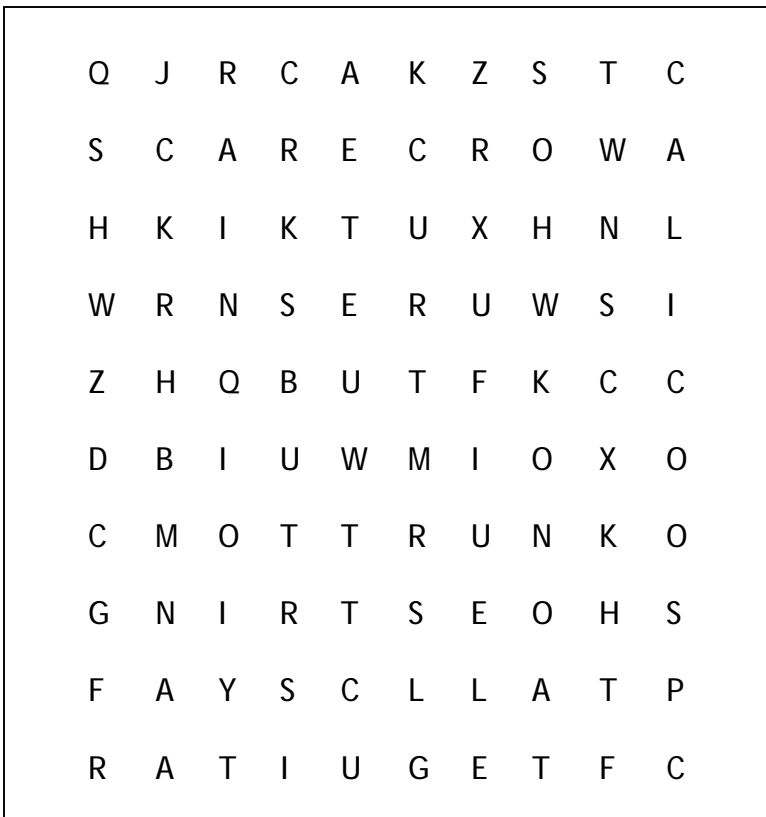 Q J R C A K Z S T C
S C A R E C R O W A
H K I K T U X H N L
W R N S E R U W S I
Z H Q B U T F K C C
D B I U W M I O X O
C M O T T R U N K O
G N I R T S E O H S
F A Y S C L L A T P
R A T I U G E T F C